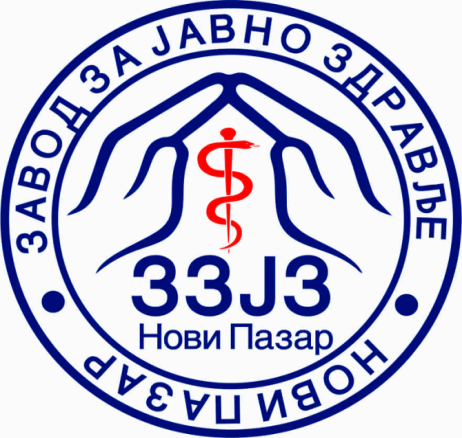 ЗАВОД ЗА ЈАВНО ЗДРАВЉЕ
ЗЗЈЗ
Нови Пазар
НОВИ ПАЗАР